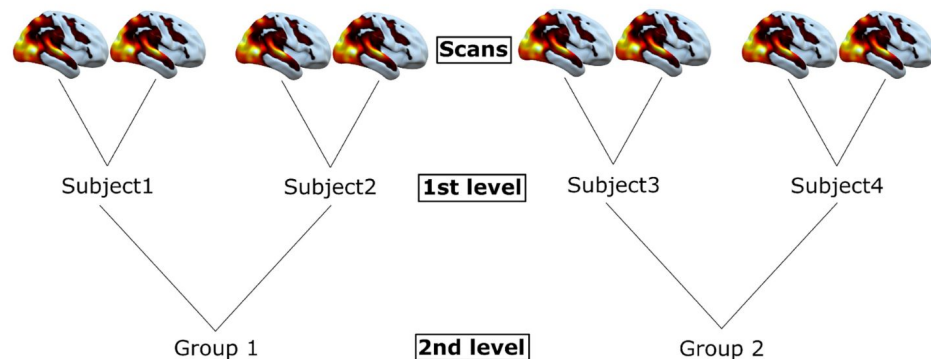 Scans
Subject1
Subject2
1st level
Subject3
Subject4
Group 1
2nd level
Group 2